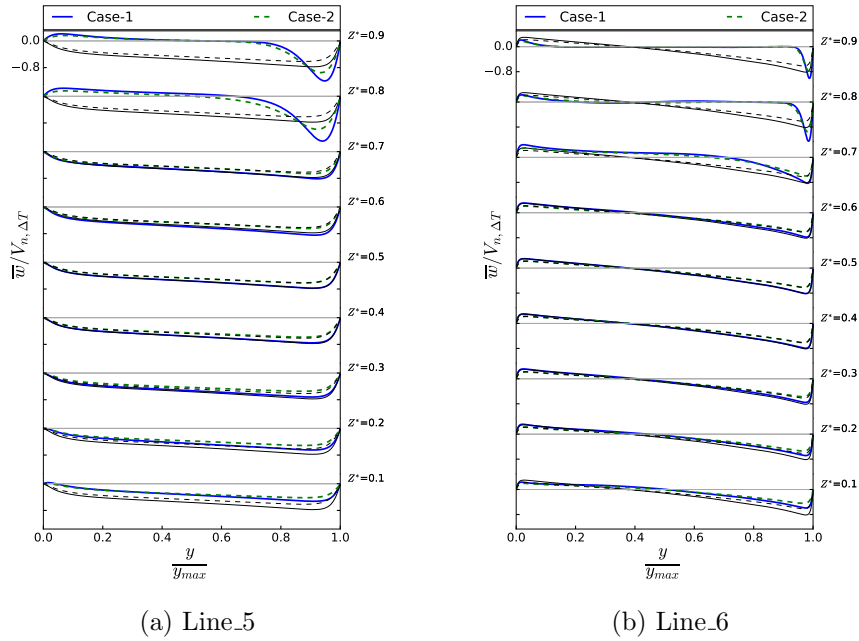 Case-1
Case-2
0.0
−0.8
Z*=0.9
Z*=0.8
Z*=0.7
Z*=0.6
Z*=0.5
Z*=0.4
Z*=0.3
Z*=0.2
Z*=0.1
w̅/Vn, ΔT
0.0 0.2 0.4 0.6 0.8 1.0
y
ymax
(a) Line_5
Case-1
Case-2
0.0
−0.8
Z*=0.9
Z*=0.8
Z*=0.7
Z*=0.6
Z*=0.5
Z*=0.4
Z*=0.3
Z*=0.2
Z*=0.1
w̅/Vn, ΔT
0.0 0.2 0.4 0.6 0.8 1.0
y
ymax
(b) Line_6